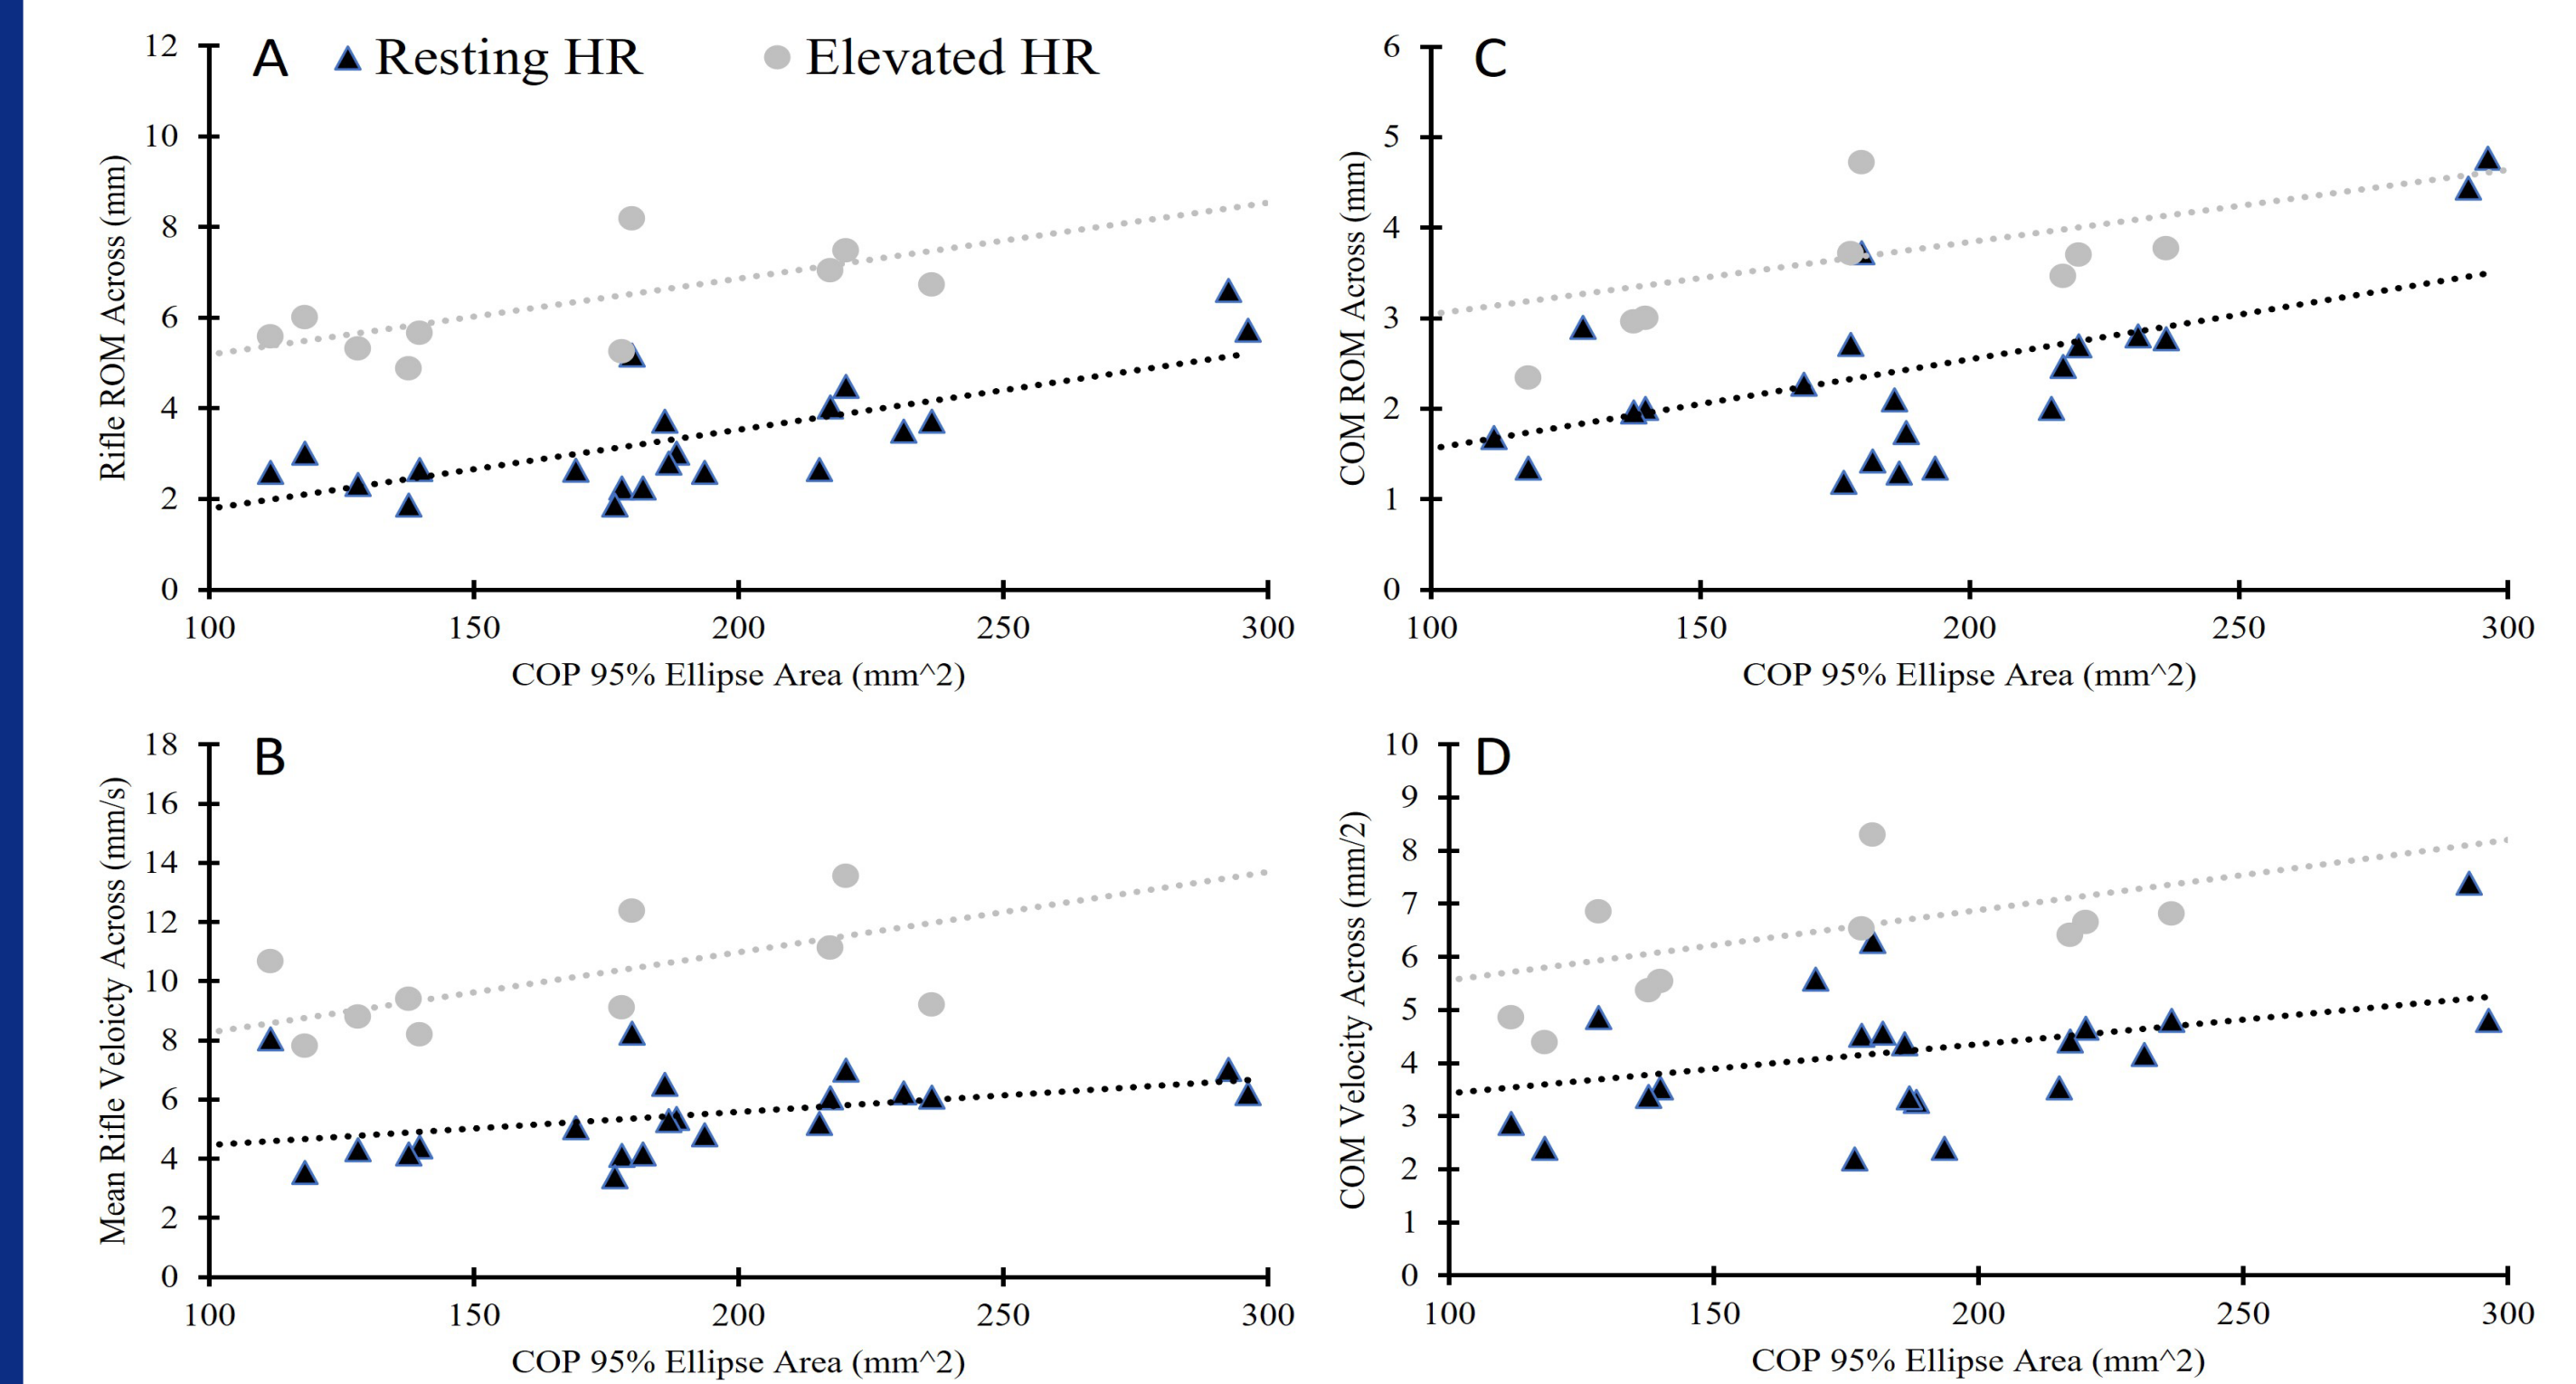 A
Resting HR
Elevated HR
12
10
8
6
4
2
0
Rifle ROM Across (mm)
100 150 200 250 300
COP 95% Ellipse Area (mm^2)
C
6
5
4
3
2
1
0
COM ROM Across (mm)
100 150 200 250 300
COP 95% Ellipse Area (mm^2)
B
18
16
14
12
10
8
6
4
2
0
Mean Rifle Veloicty Across (mm/s)
100 150 200 250 300
COP 95% Ellipse Area (mm^2)
D
10
9
8
7
6
5
4
3
2
1
0
COM Velocity Across (mm/2)
100 150 200 250 300
COP 95% Ellipse Area (mm^2)